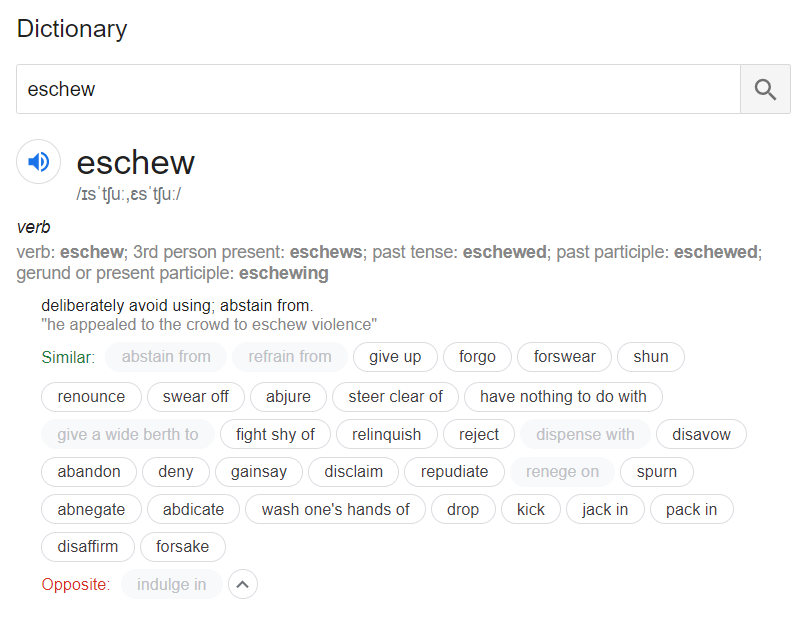 Dictionary
eschew
eschew
/ɪsˈtʃuː,ɛsˈtʃuː/
verb
verb: eschew; 3rd person present: eschews; past tense: eschewed; past participle: eschewed;
gerund or present participle: eschewing
deliberately avoid using; abstain from.
"he appealed to the crowd to eschew violence"
Similar: abstain from refrain from give up forgo forswear shun
renounce swear off abjure steer clear of have nothing to do with
give a wide berth to fight shy of relinquish reject dispense with disavow
abandon deny gainsay disclaim repudiate renege on spurn
abnegate abdicate wash one's hands of drop kick jack in pack in
disaffirm forsake
Opposite: indulge in